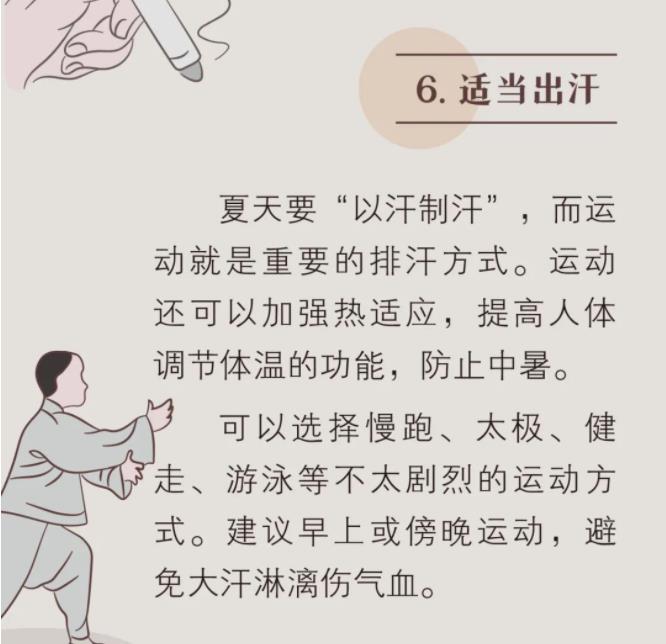 6. 适当出汗
夏天要“以汗制汗”，而运
动就是重要的排汗方式。运动
还可以加强热适应，提高人体
调节体温的功能，防止中暑。
可以选择慢跑、太极、健
走、游泳等不太剧烈的运动方
式。建议早上或傍晚运动，避
免大汗淋漓伤气血。